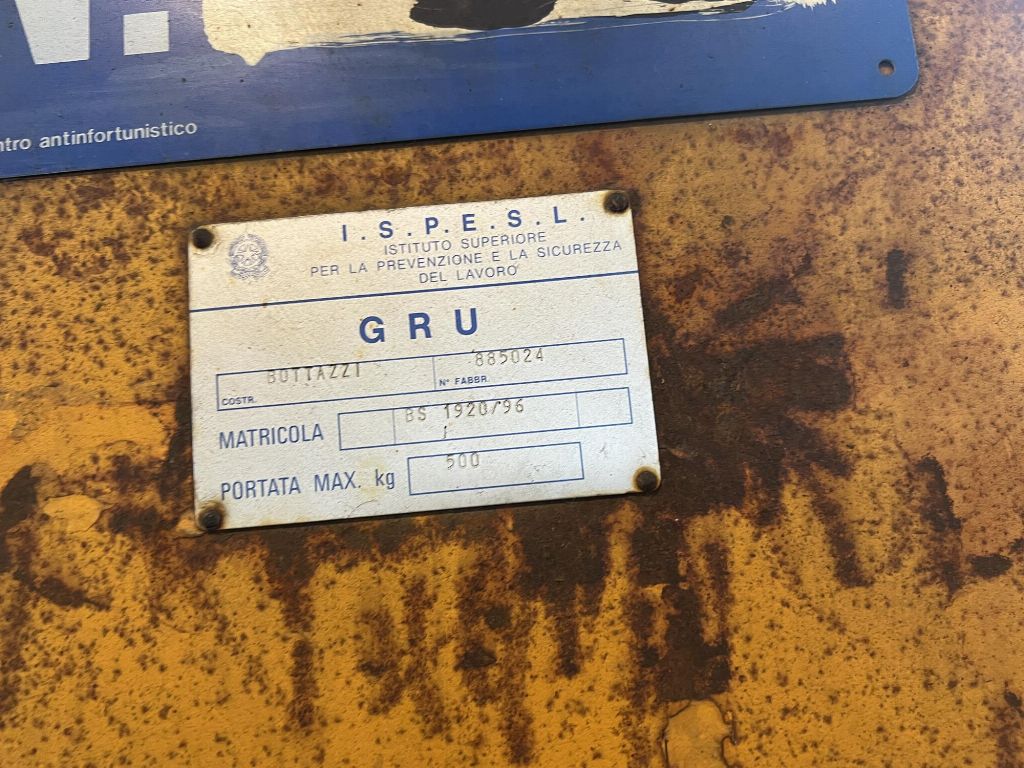 ntro antinfortunistico
I.S.P.E.S.L.
ISTITUTO SUPERIORE
PER LA PREVENZIONE E LA SICUREZZA
DEL LAVORO
GRU
BOTTAZZI 885024
COSTR. N° FABBR.
MATRICOLA BS 1920/96
PORTATA MAX. kg 500